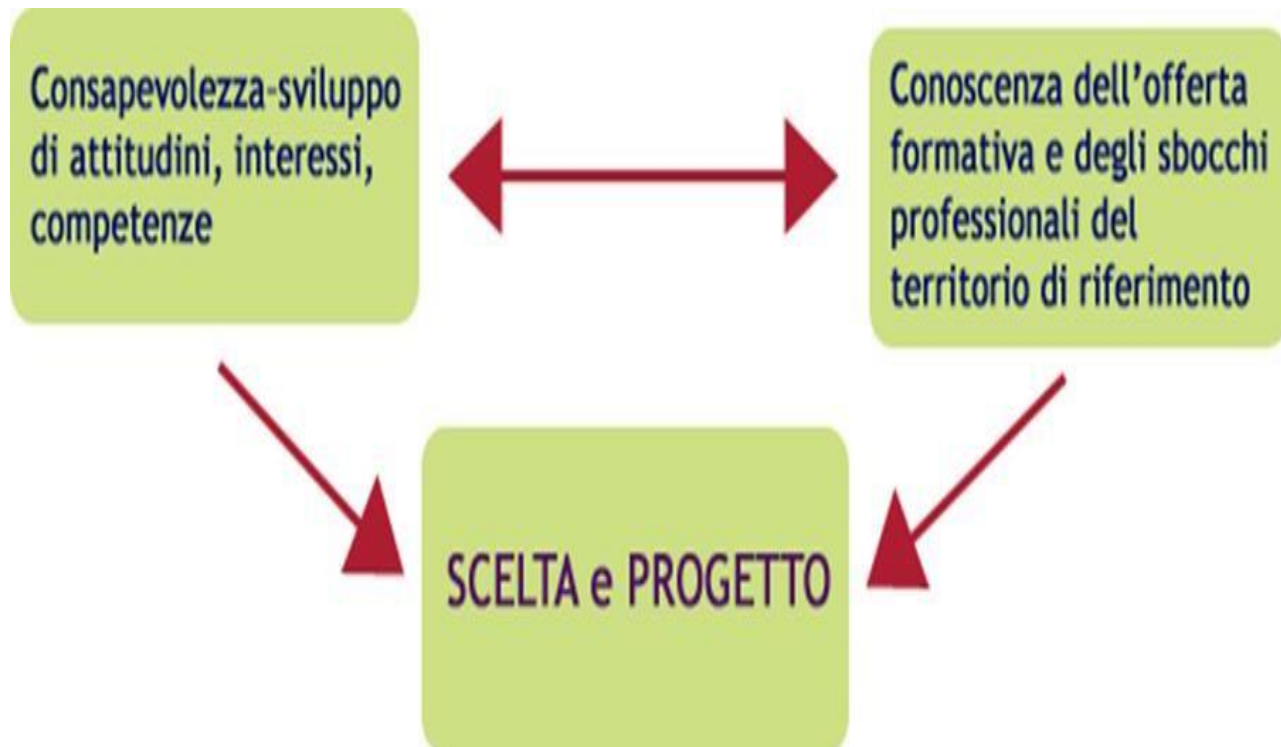 Consapevolezza-sviluppo
di attitudini, interessi,
competenze
Conoscenza dell'offerta
formativa e degli sbocchi
professionali del
territorio di riferimento
SCELTA e PROGETTO